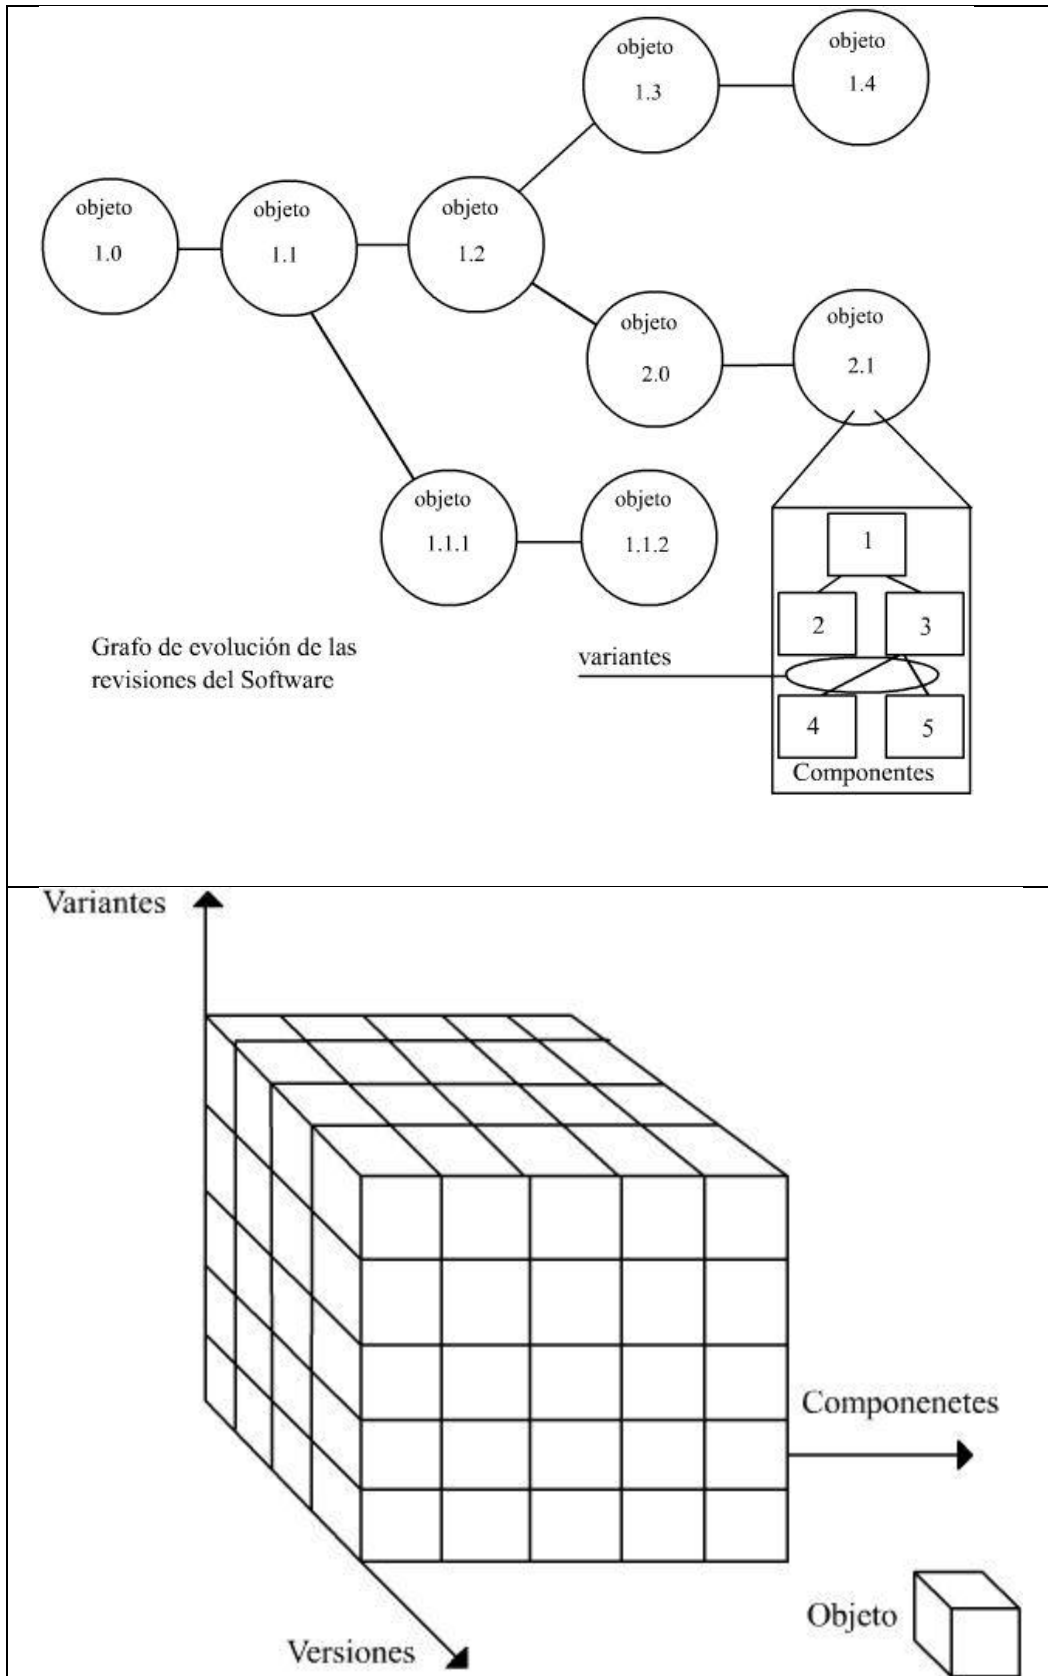 objeto
1.3
objeto
1.4
objeto
1.0
objeto
1.1
objeto
1.2
objeto
2.0
objeto
2.1
objeto
1.1.1
objeto
1.1.2
1
2
3
4
5
Componentes
variantes
Grafo de evolución de las
revisiones del Software
Variantes
Componenetes
Versiones
Objeto